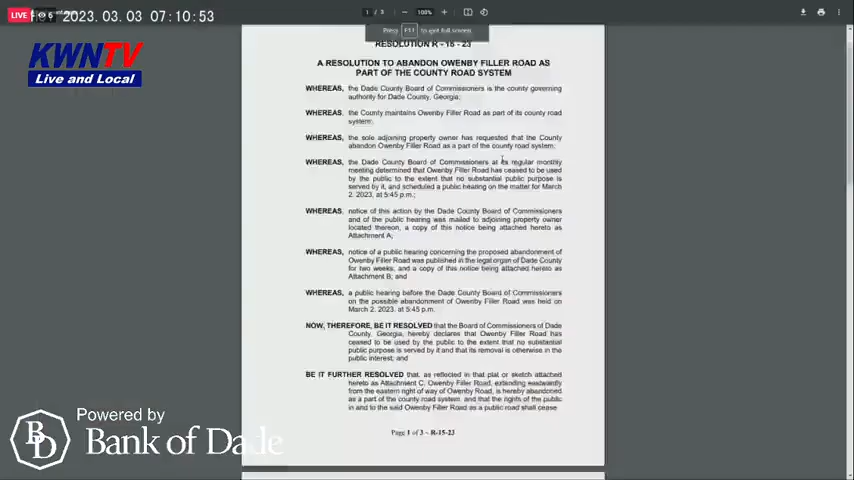 LIVE 6 2023.03.03 07:10:53
1 / 3 100%
Press F11 to exit full screen
KWNTV
Live and Local
RESOLUTION R - 15 - 23
A RESOLUTION TO ABANDON OWENBY FILLER ROAD AS
PART OF THE COUNTY ROAD SYSTEM
WHEREAS, the Dade County Board of Commissioners is the county governing
authority for Dade County, Georgia;
WHEREAS, the County maintains Owenby Filler Road as part of its county road
system;
WHEREAS, the sole adjoining property owner has requested that the County
abandon Owenby Filler Road as a part of the county road system;
WHEREAS, the Dade County Board of Commissioners at its regular monthly
meeting determined that Owenby Filler Road has ceased to be used
by the public to the extent that no substantial public purpose is
served by it, and scheduled a public hearing on the matter for March
2, 2023, at 5:45 p.m.;
WHEREAS, notice of this action by the Dade County Board of Commissioners
and of the public hearing was mailed to adjoining property owner
located thereon, a copy of this notice being attached hereto as
Attachment A;
WHEREAS, notice of a public hearing concerning the proposed abandonment of
Owenby Filler Road was published in the legal organ of Dade County
for two weeks, and a copy of this notice being attached hereto as
Attachment B; and
WHEREAS, a public hearing before the Dade County Board of Commissioners
on the possible abandonment of Owenby Filler Road was held on
March 2, 2023, at 5:45 p.m.
NOW, THEREFORE, BE IT RESOLVED that the Board of Commissioners of Dade
County, Georgia, hereby declares that Owenby Filler Road has
ceased to be used by the public to the extent that no substantial
public purpose is served by it and that its removal is otherwise in the
public interest; and
BE IT FURTHER RESOLVED that, as reflected in that plat or sketch attached
hereto as Attachment C, Owenby Filler Road, extending eastwardly
from the eastern right of way of Owenby Road, is hereby abandoned
as a part of the county road system, and that the rights of the public
in and to the said Owenby Filler Road as a public road shall cease
Page 1 of 3 ~ R-15-23
BD
Powered by
Bank of Dade